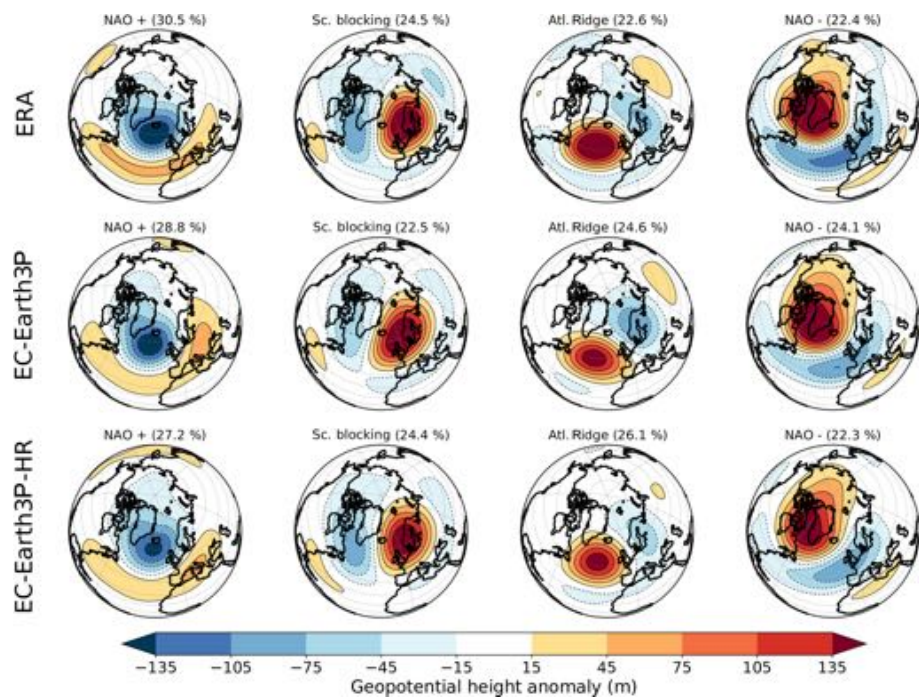 NAO + (30.5 %) Sc. blocking (24.5 %) Atl. Ridge (22.6 %) NAO - (22.4 %)
ERA
NAO + (28.8 %) Sc. blocking (22.5 %) Atl. Ridge (24.6 %) NAO - (24.1 %)
EC-Earth3P
NAO + (27.2 %) Sc. blocking (24.4 %) Atl. Ridge (26.1 %) NAO - (22.3 %)
EC-Earth3P-HR
−135 −105 −75 −45 −15 15 45 75 105 135
Geopotential height anomaly (m)